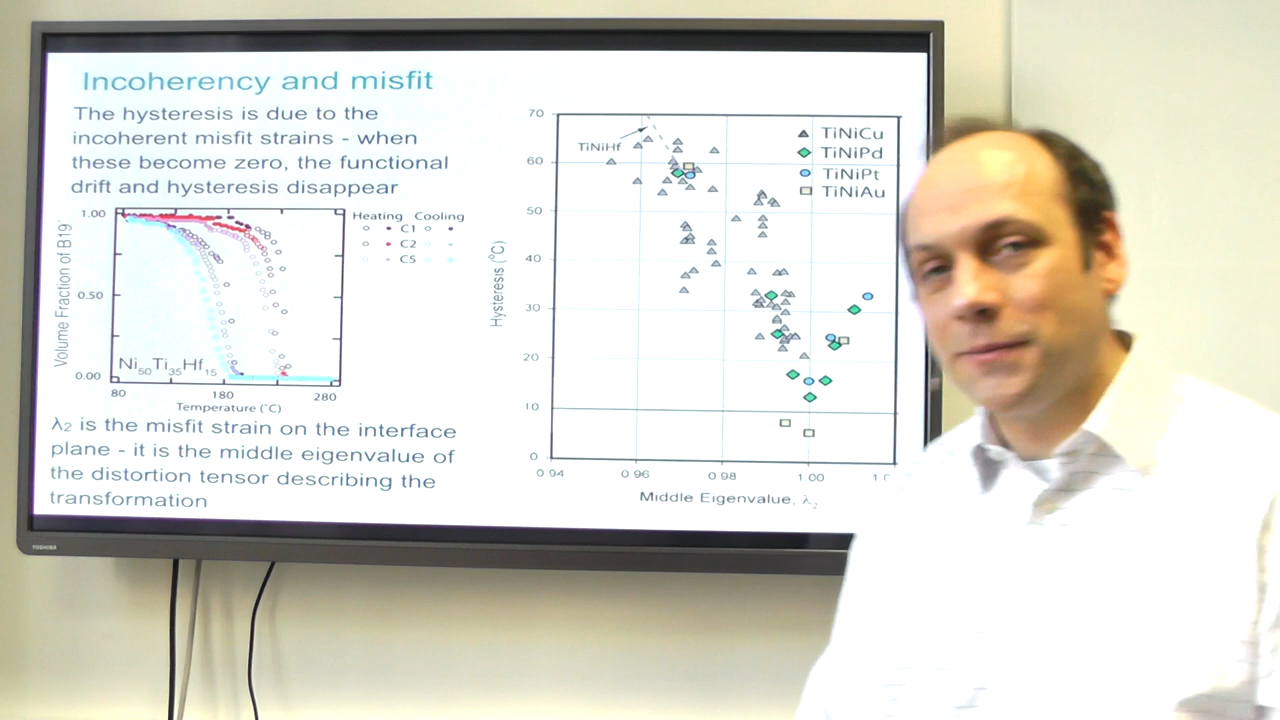 Incoherency and misfit
The hysteresis is due to the
incoherent misfit strains - when
these become zero, the functional
drift and hysteresis disappear
1.00
0.50
0.00
Volume Fraction of B19'
Ni50Ti35Hf15
80 180 280
Temperature (°C)
Heating Cooling
C1
C2
C5
λ2 is the misfit strain on the interface
plane - it is the middle eigenvalue of
the distortion tensor describing the
transformation
70
60
50
40
30
20
10
0
Hysteresis (°C)
TiNiHf
TiNiCu
TiNiPd
TiNiPt
TiNiAu
0 94 0 96 0 98 1 00 1 0
Middle Eigenvalue, λ2
TOSHIBA